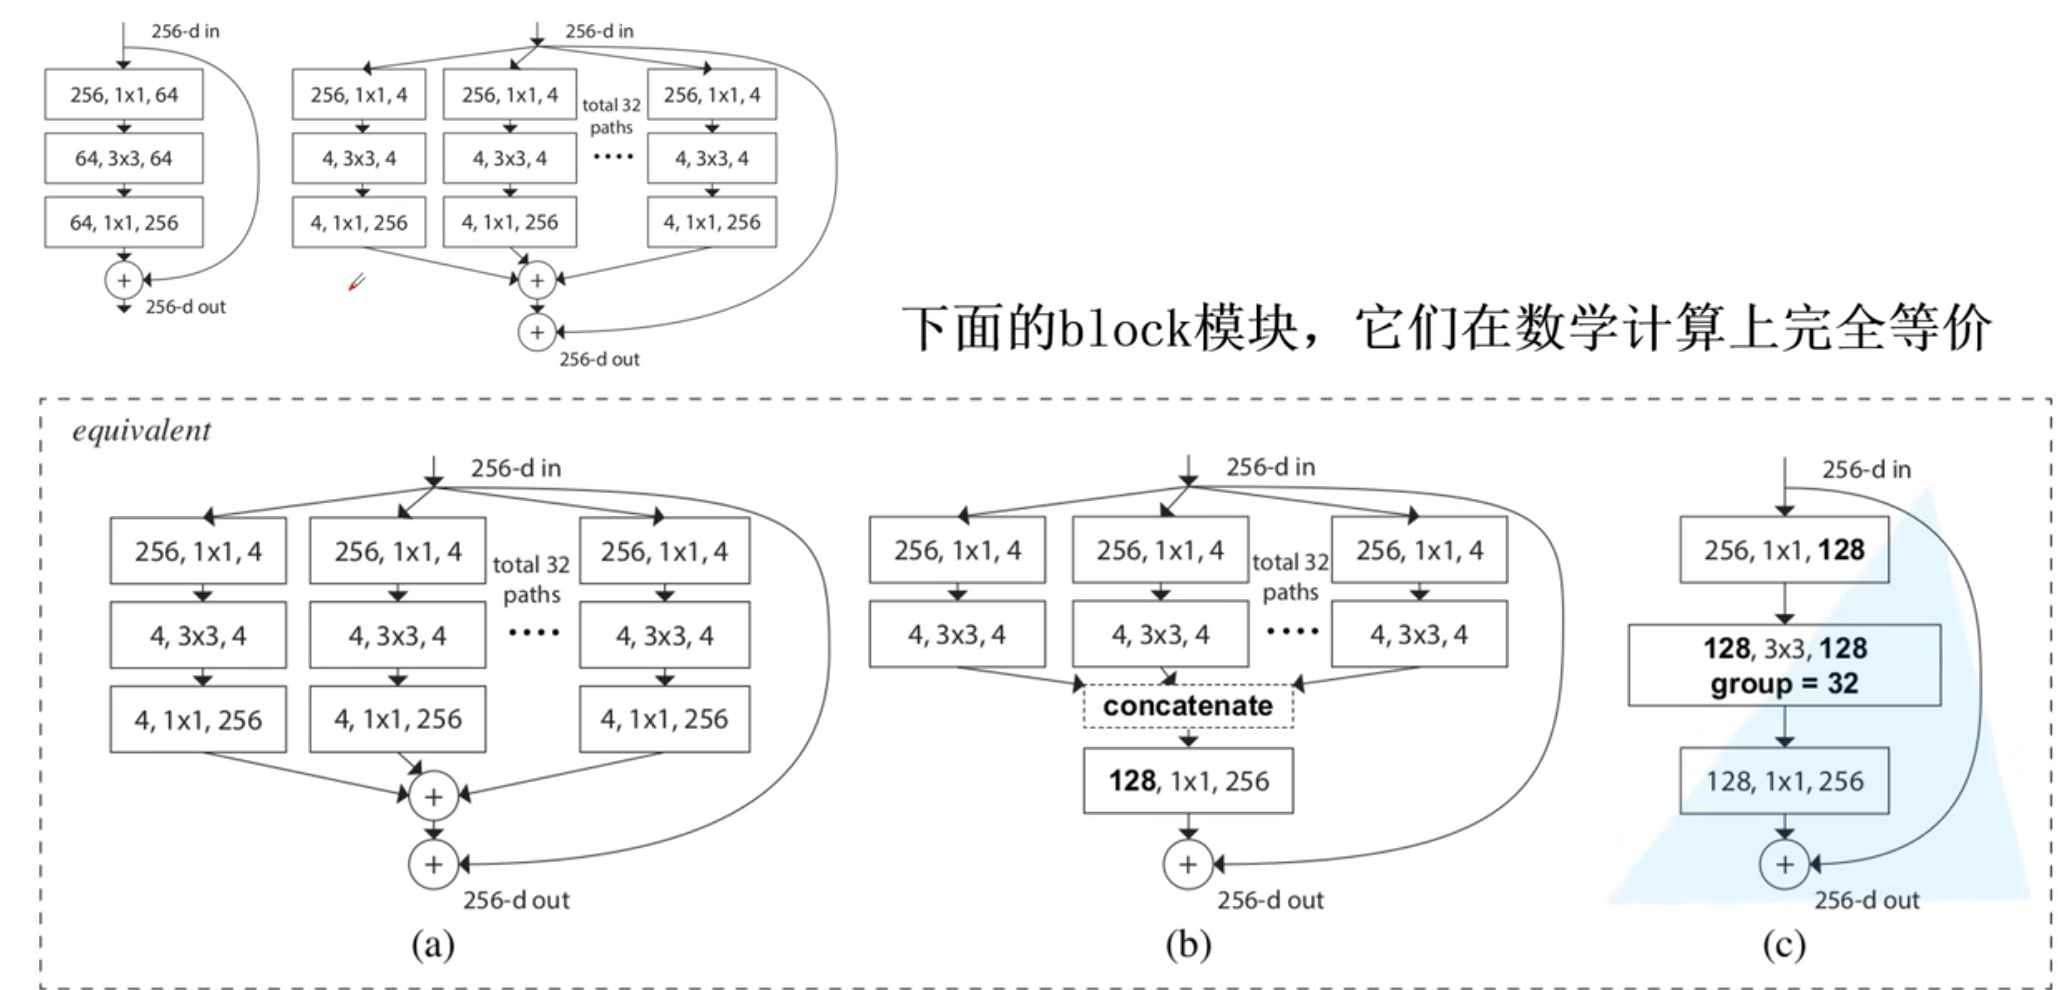 256-d in
256, 1x1, 64
64, 3x3, 64
64, 1x1, 256
+
256-d out
256-d in
256, 1x1, 4
256, 1x1, 4
total 32
paths
256, 1x1, 4
4, 3x3, 4
4, 3x3, 4
....
4, 3x3, 4
4, 1x1, 256
4, 1x1, 256
4, 1x1, 256
+
+
256-d out
下面的block模块，它们在数学计算上完全等价
equivalent
256-d in
256, 1x1, 4
256, 1x1, 4
total 32
paths
256, 1x1, 4
4, 3x3, 4
4, 3x3, 4
....
4, 3x3, 4
4, 1x1, 256
4, 1x1, 256
4, 1x1, 256
+
+
256-d out
(a)
256-d in
256, 1x1, 4
256, 1x1, 4
total 32
paths
256, 1x1, 4
4, 3x3, 4
4, 3x3, 4
....
4, 3x3, 4
concatenate
128, 1x1, 256
+
256-d out
(b)
256-d in
256, 1x1, 128
128, 3x3, 128
group = 32
128, 1x1, 256
+
256-d out
(c)